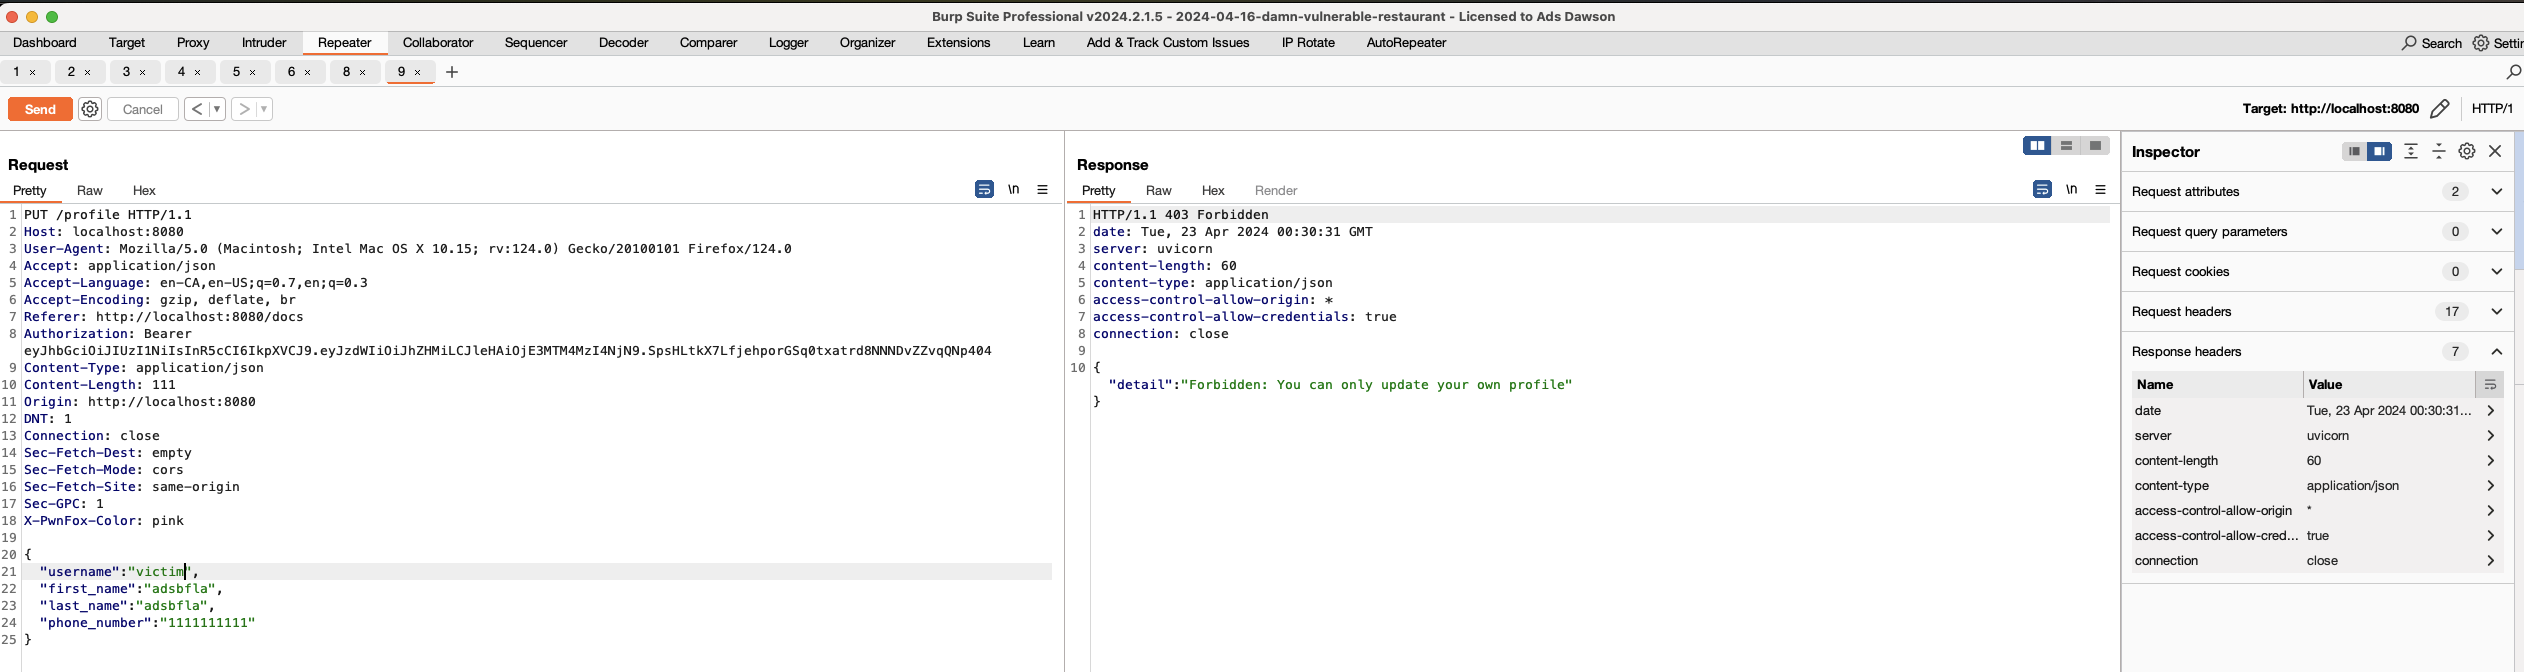 Burp Suite Professional v2024.2.1.5 - 2024-04-16-damn-vulnerable-restaurant - Licensed to Ads Dawson
Dashboard Target Proxy Intruder Repeater Collaborator Sequencer Decoder Comparer Logger Organizer Extensions Learn Add & Track Custom Issues IP Rotate AutoRepeater Search Settin
1 × 2 × 3 × 4 × 5 × 6 × 8 × 9 × +
Send Cancel < > Target: http://localhost:8080 HTTP/1
Request
Pretty Raw Hex \n
1 PUT /profile HTTP/1.1
2 Host: localhost:8080
3 User-Agent: Mozilla/5.0 (Macintosh; Intel Mac OS X 10.15; rv:124.0) Gecko/20100101 Firefox/124.0
4 Accept: application/json
5 Accept-Language: en-CA,en-US;q=0.7,en;q=0.3
6 Accept-Encoding: gzip, deflate, br
7 Referer: http://localhost:8080/docs
8 Authorization: Bearer
eyJhbGciOiJIUzI1NiIsInR5cCI6IkpXVCJ9.eyJzdWIiOiJhZHMiLCJleHAiOjE3MTM4MzI4NjN9.SpsHLtkX7LfjehporGSq0txatrd8NNNDvZZvqQNp404
9 Content-Type: application/json
10 Content-Length: 111
11 Origin: http://localhost:8080
12 DNT: 1
13 Connection: close
14 Sec-Fetch-Dest: empty
15 Sec-Fetch-Mode: cors
16 Sec-Fetch-Site: same-origin
17 Sec-GPC: 1
18 X-PwnFox-Color: pink
19
20 {
21 "username":"victim",
22 "first_name":"adsbfla",
23 "last_name":"adsbfla",
24 "phone_number":"1111111111"
25 }
Response
Pretty Raw Hex Render \n
1 HTTP/1.1 403 Forbidden
2 date: Tue, 23 Apr 2024 00:30:31 GMT
3 server: uvicorn
4 content-length: 60
5 content-type: application/json
6 access-control-allow-origin: *
7 access-control-allow-credentials: true
8 connection: close
9
10 {
"detail":"Forbidden: You can only update your own profile"
}
Inspector
Request attributes 2
Request query parameters 0
Request cookies 0
Request headers 17
Response headers 7
Name Value
date Tue, 23 Apr 2024 00:30:31...
server uvicorn
content-length 60
content-type application/json
access-control-allow-origin *
access-control-allow-cred... true
connection close